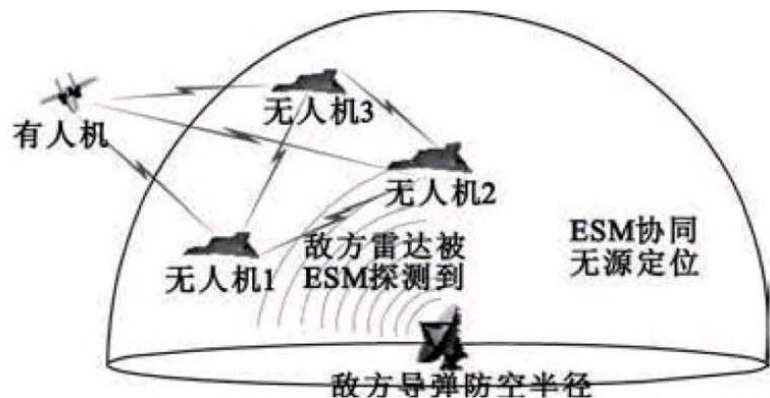 无人机3
有人机
无人机2
无人机1
敌方雷达被
ESM探测到
ESM协同
无源定位
敌方导弹防空半径